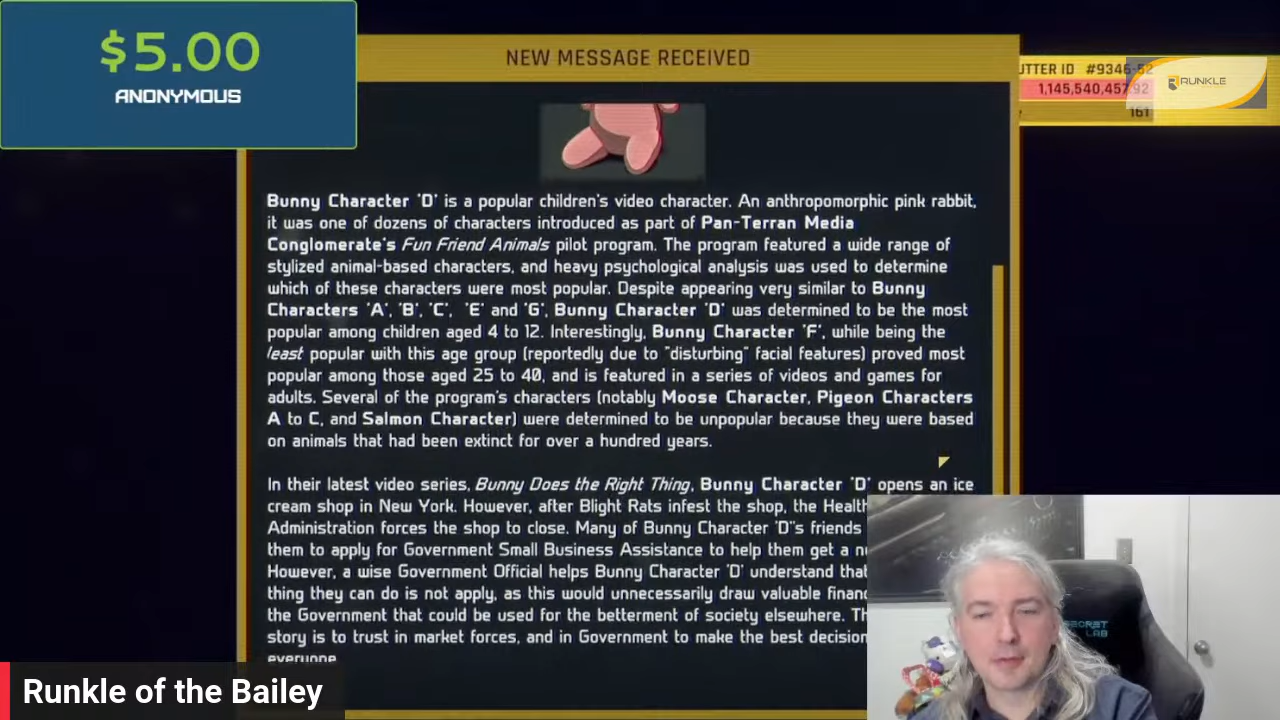 $5.00
ANONYMOUS
NEW MESSAGE RECEIVED
UTTER ID #9346-52
1,145,540,457.92
161
RUNKLE
Bunny Character 'D' is a popular children's video character. An anthropomorphic pink rabbit,
it was one of dozens of characters introduced as part of Pan-Terran Media
Conglomerate's Fun Friend Animals pilot program. The program featured a wide range of
stylized animal-based characters, and heavy psychological analysis was used to determine
which of these characters were most popular. Despite appearing very similar to Bunny
Characters 'A', 'B', 'C', 'E' and 'G', Bunny Character 'D' was determined to be the most
popular among children aged 4 to 12. Interestingly, Bunny Character 'F', while being the
least popular with this age group (reportedly due to "disturbing" facial features) proved most
popular among those aged 25 to 40, and is featured in a series of videos and games for
adults. Several of the program's characters (notably Moose Character, Pigeon Characters
A to C, and Salmon Character) were determined to be unpopular because they were based
on animals that had been extinct for over a hundred years.
In their latest video series, Bunny Does the Right Thing, Bunny Character 'D' opens an ice
cream shop in New York. However, after Blight Rats infest the shop, the Health
Administration forces the shop to close. Many of Bunny Character 'D''s friends
them to apply for Government Small Business Assistance to help them get a
However, a wise Government Official helps Bunny Character 'D' understand that
thing they can do is not apply, as this would unnecessarily draw valuable
the Government that could be used for the betterment of society elsewhere.
story is to trust in market forces, and in Government to make the best decision
everyone
SECRET
LAB
Runkle of the Bailey